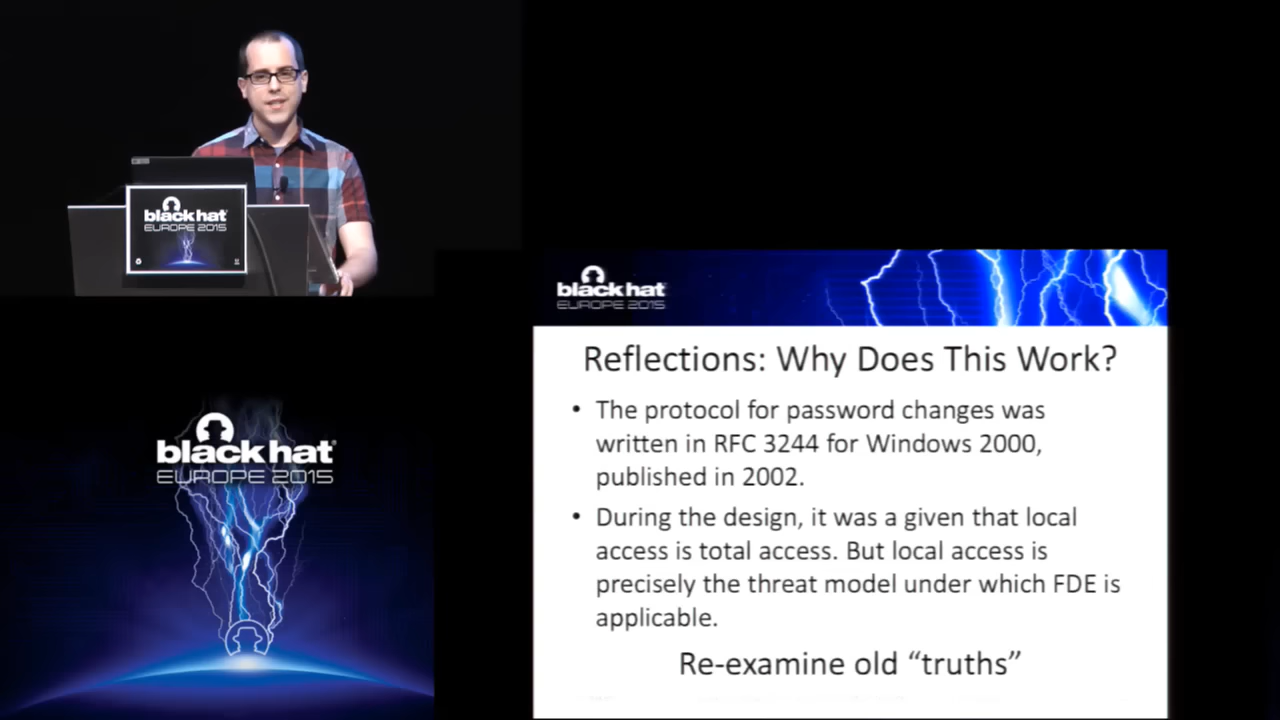 black hat
EUROPE 2015
black hat
EUROPE 2015
Reflections: Why Does This Work?
• The protocol for password changes was
written in RFC 3244 for Windows 2000,
published in 2002.
• During the design, it was a given that local
access is total access. But local access is
precisely the threat model under which FDE is
applicable.
Re-examine old “truths”
black hat
EUROPE 2015